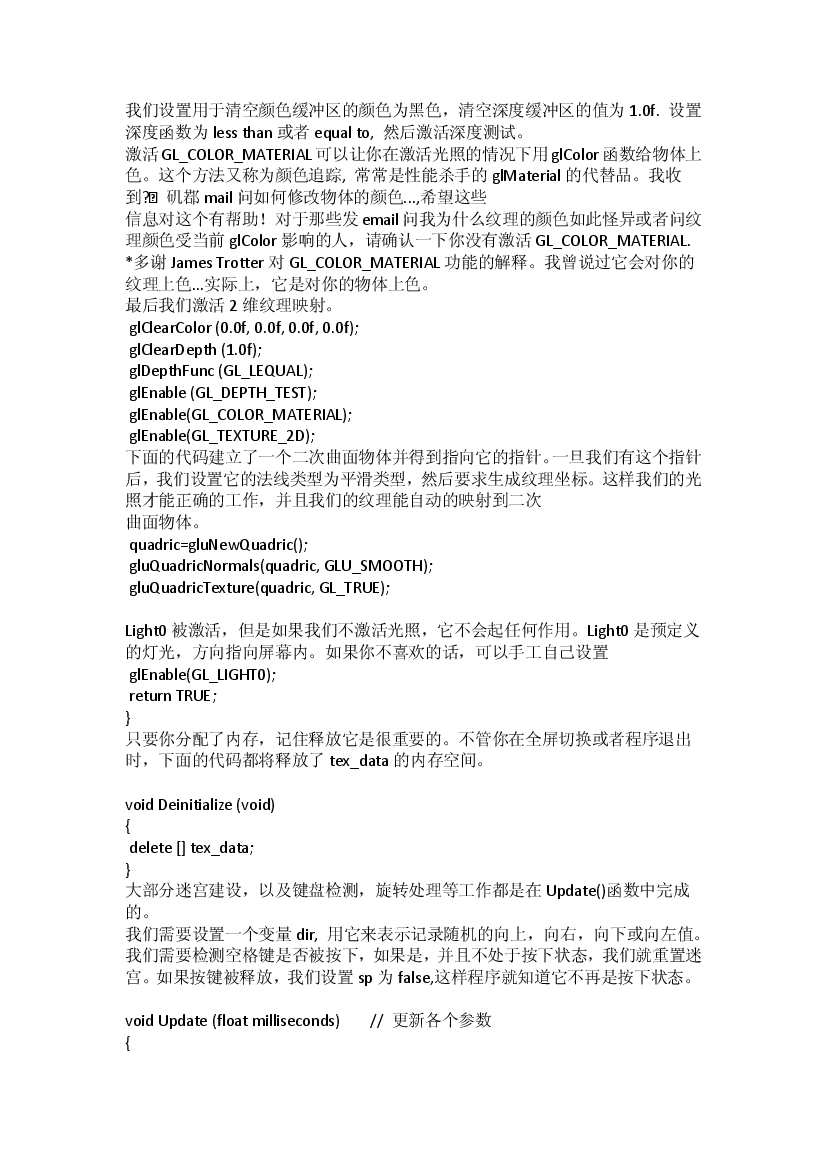 我们设置用于清空颜色缓冲区的颜色为黑色，清空深度缓冲区的值为 1.0f. 设置
深度函数为 less than 或者 equal to, 然后激活深度测试。
激活 GL_COLOR_MATERIAL 可以让你在激活光照的情况下用 glColor 函数给物体上
色。这个方法又称为颜色追踪, 常常是性能杀手的 glMaterial 的代替品。我收
到? 矶嗧 mail 问如何修改物体的颜色...,希望这些
信息对这个有帮助！对于那些发 email 问我为什么纹理的颜色如此怪异或者问纹
理颜色受当前 glColor 影响的人，请确认一下你没有激活 GL_COLOR_MATERIAL.
*多谢 James Trotter 对 GL_COLOR_MATERIAL 功能的解释。我曾说过它会对你的
纹理上色...实际上，它是对你的物体上色。
最后我们激活 2 维纹理映射。
glClearColor (0.0f, 0.0f, 0.0f, 0.0f);
glClearDepth (1.0f);
glDepthFunc (GL_LEQUAL);
glEnable (GL_DEPTH_TEST);
glEnable(GL_COLOR_MATERIAL);
glEnable(GL_TEXTURE_2D);
下面的代码建立了一个二次曲面物体并得到指向它的指针。一旦我们有这个指针
后，我们设置它的法线类型为平滑类型，然后要求生成纹理坐标。这样我们的光
照才能正确的工作，并且我们的纹理能自动的映射到二次
曲面物体。
quadric=gluNewQuadric();
gluQuadricNormals(quadric, GLU_SMOOTH);
gluQuadricTexture(quadric, GL_TRUE);
Light0 被激活，但是如果我们不激活光照，它不会起任何作用。Light0 是预定义
的灯光，方向指向屏幕内。如果你不喜欢的话，可以手工自己设置
glEnable(GL_LIGHT0);
return TRUE;
}
只要你分配了内存，记住释放它是很重要的。不管你在全屏切换或者程序退出
时，下面的代码都将释放了 tex_data 的内存空间。
void Deinitialize (void)
{
delete [] tex_data;
}
大部分迷宫建设，以及键盘检测，旋转处理等工作都是在 Update()函数中完成
的。
我们需要设置一个变量 dir, 用它来表示记录随机的向上，向右，向下或向左值。
我们需要检测空格键是否被按下，如果是，并且不处于按下状态，我们就重置迷
宫。如果按键被释放，我们设置 sp 为 false,这样程序就知道它不再是按下状态。
void Update (float milliseconds) // 更新各个参数
{